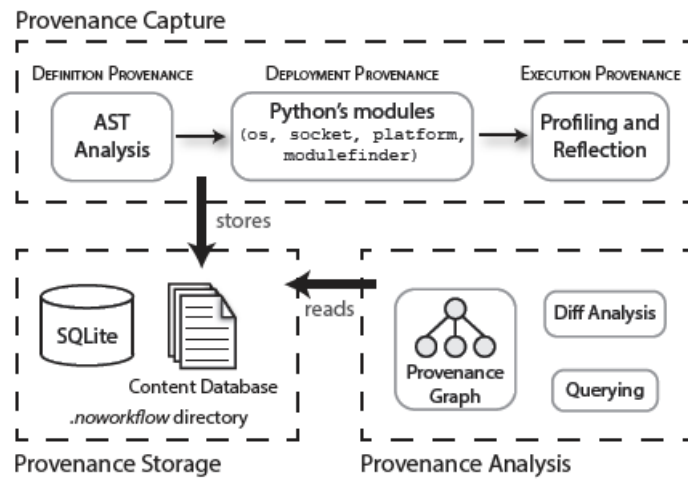 Provenance Capture
DEFINITION PROVENANCE
DEPLOYMENT PROVENANCE
EXECUTION PROVENANCE
AST
Analysis
Python's modules
(os, socket, platform,
modulefinder)
Profiling and
Reflection
stores
reads
SQLite
Content Database
.noworkflow directory
Provenance
Graph
Diff Analysis
Querying
Provenance Storage
Provenance Analysis